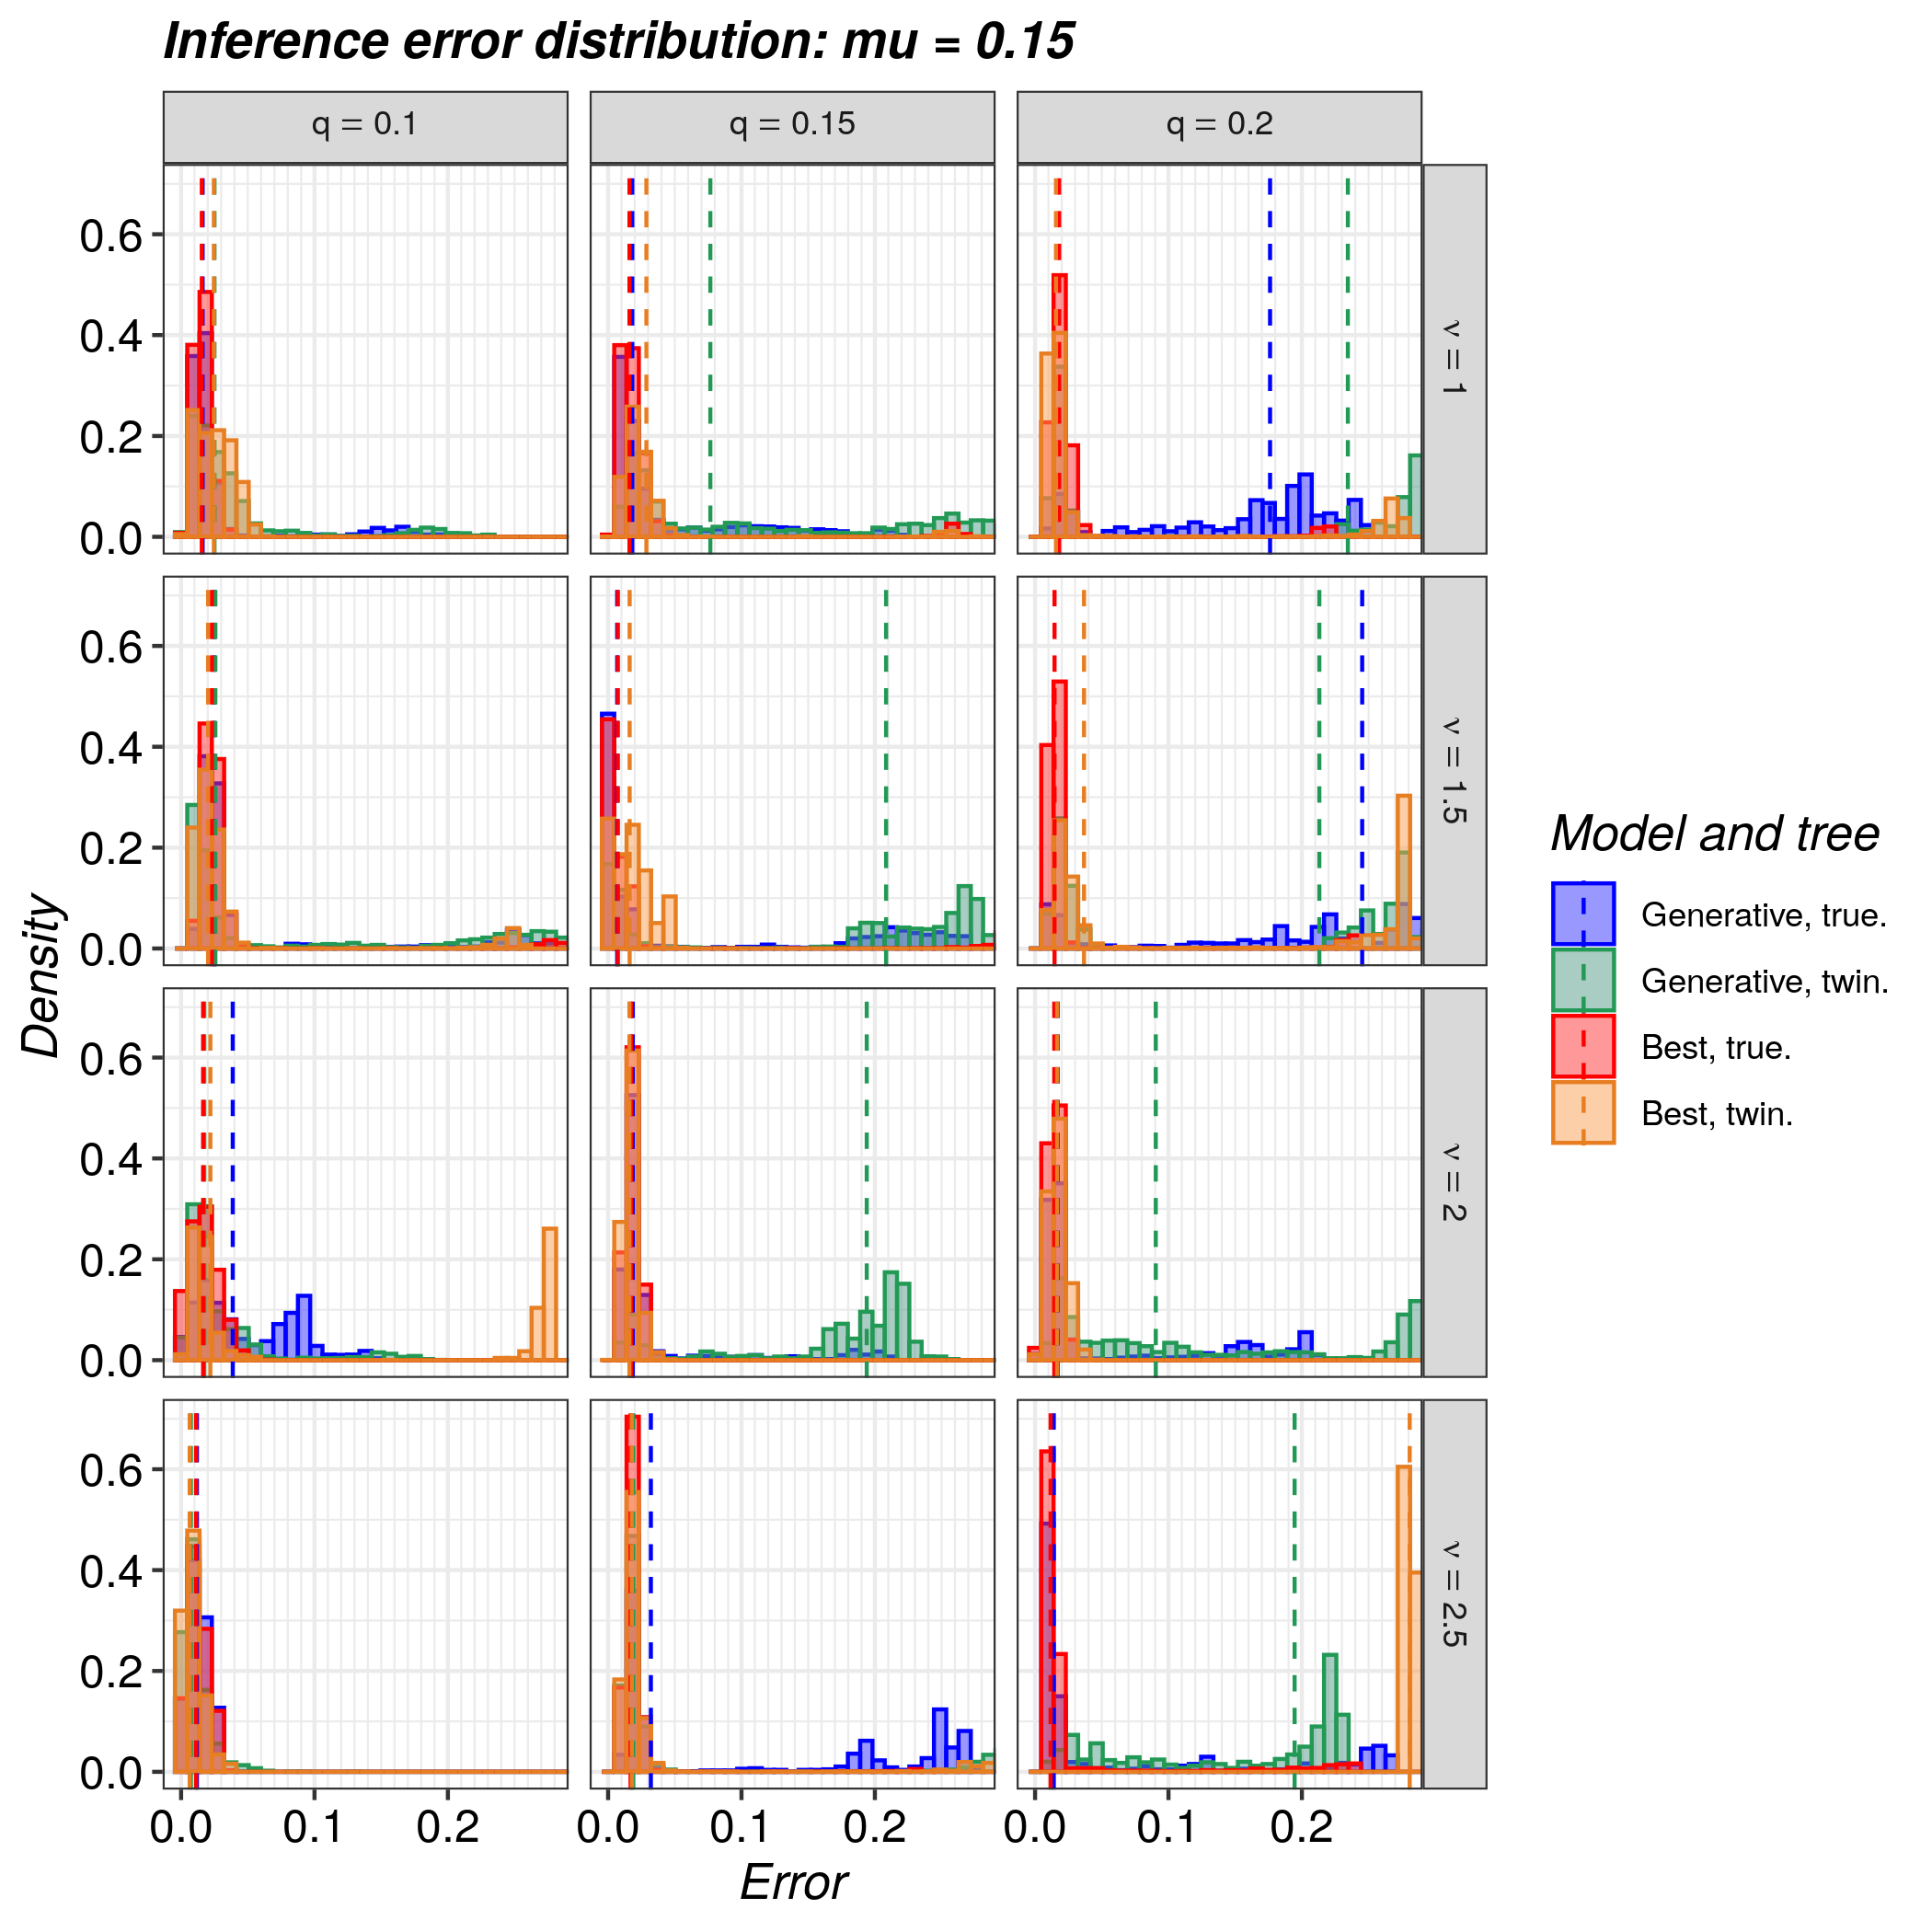 Inference error distribution: mu = 0.15
q = 0.1
q = 0.15
q = 0.2
0.6
0.4
0.2
0.0
ν = 1
0.6
0.4
0.2
0.0
ν = 1.5
0.6
0.4
0.2
0.0
ν = 2
0.6
0.4
0.2
0.0
ν = 2.5
0.0 0.1 0.2
0.0 0.1 0.2
0.0 0.1 0.2
Error
Density
Model and tree
Generative, true.
Generative, twin.
Best, true.
Best, twin.